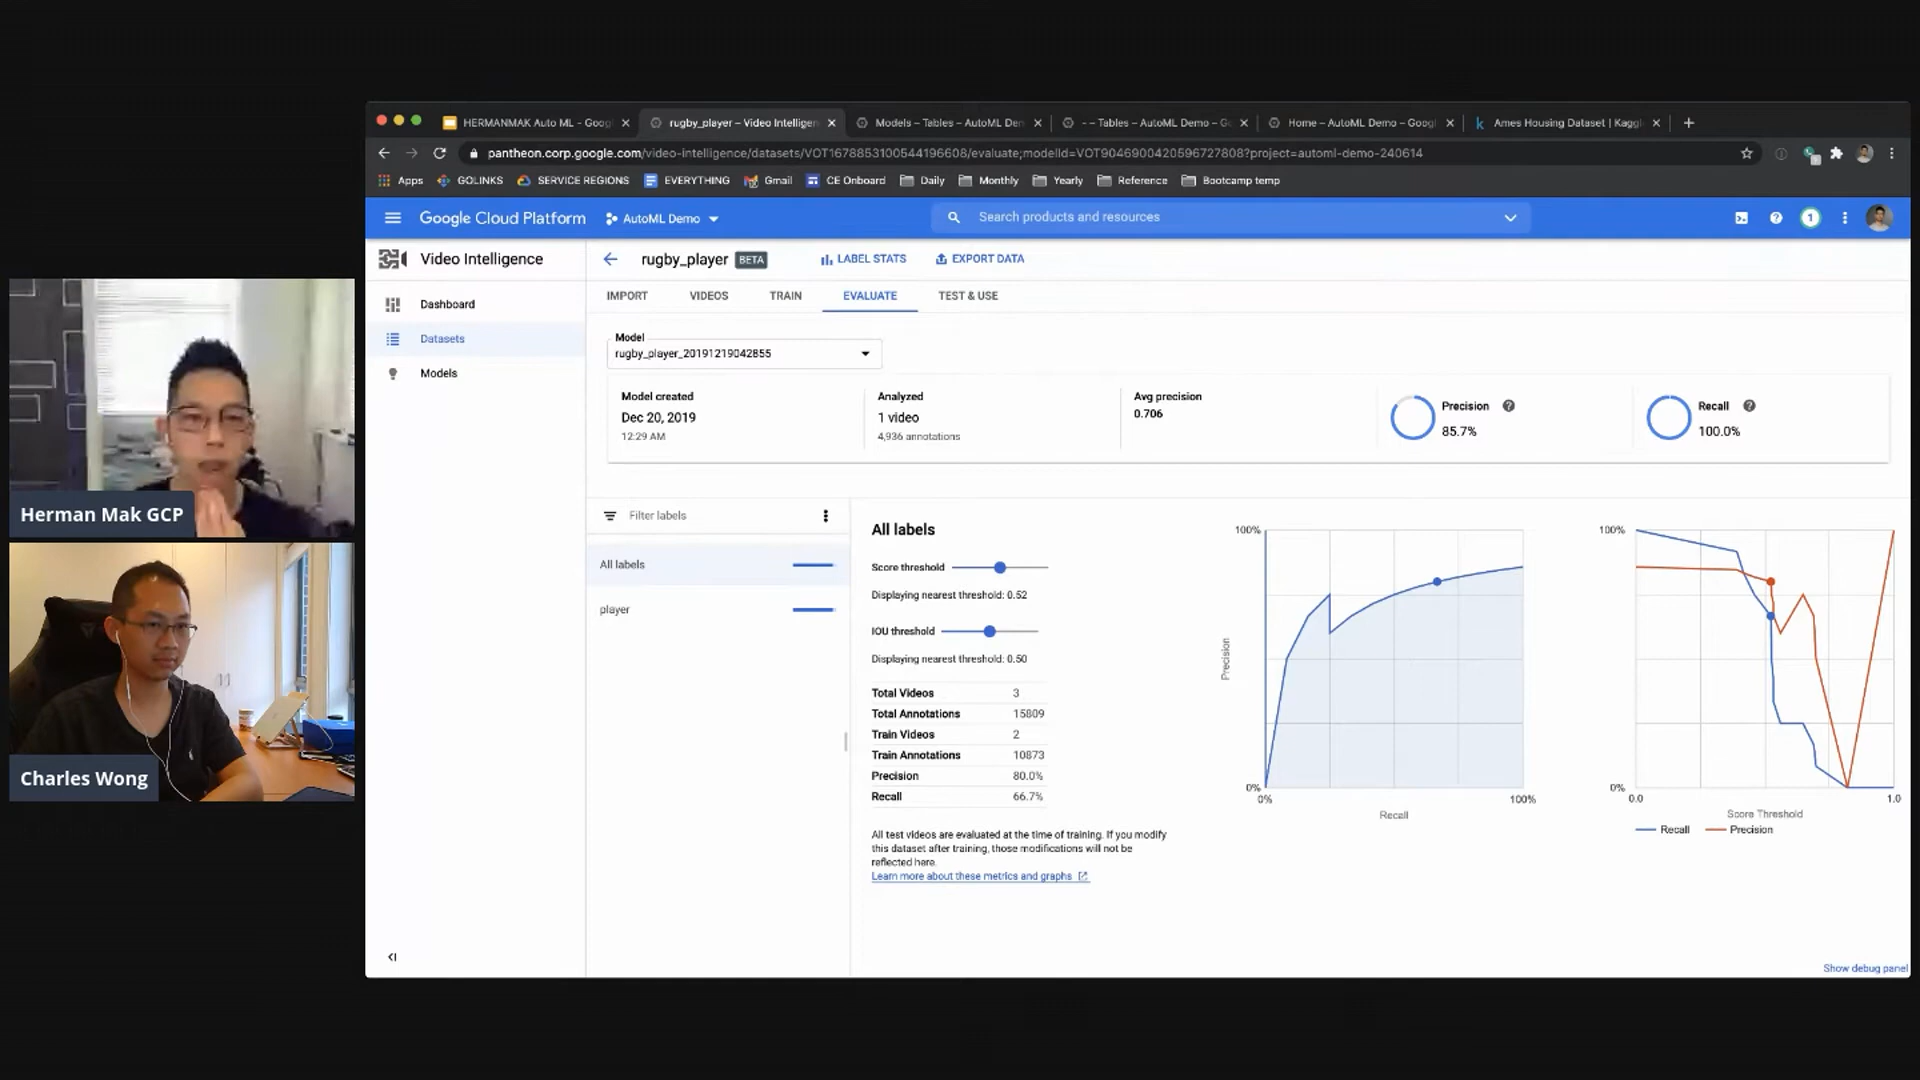 HERMANMAK Auto ML - Googl
rugby_player – Video Intelligen
Models – Tables – AutoML Den
- – Tables – AutoML Demo – Go
Home – AutoML Demo – Googl
Ames Housing Dataset | Kaggl
pantheon.corp.google.com/video-intelligence/datasets/VOT1678853100544196608/evaluate;modelId=VOT9046900420596727808?project=automl-demo-240614
Apps
GOLINKS
SERVICE REGIONS
EVERYTHING
Gmail
CE Onboard
Daily
Monthly
Yearly
Reference
Bootcamp temp
Google Cloud Platform
AutoML Demo
Search products and resources
1
Video Intelligence
Dashboard
Datasets
Models
rugby_player BETA
LABEL STATS
EXPORT DATA
IMPORT
VIDEOS
TRAIN
EVALUATE
TEST & USE
Model
rugby_player_20191219042855
Model created
Dec 20, 2019
12:29 AM
Analyzed
1 video
4,936 annotations
Avg precision
0.706
Precision
85.7%
Recall
100.0%
Filter labels
All labels
player
All labels
Score threshold
Displaying nearest threshold: 0.52
IOU threshold
Displaying nearest threshold: 0.50
Total Videos 3
Total Annotations 15809
Train Videos 2
Train Annotations 10873
Precision 80.0%
Recall 66.7%
All test videos are evaluated at the time of training. If you modify
this dataset after training, those modifications will not be
reflected here.
Learn more about these metrics and graphs
100%
Precision
0%
0%
100%
Recall
100%
0%
0.0
1.0
Score Threshold
Recall
Precision
Show debug panel
Herman Mak GCP
Charles Wong